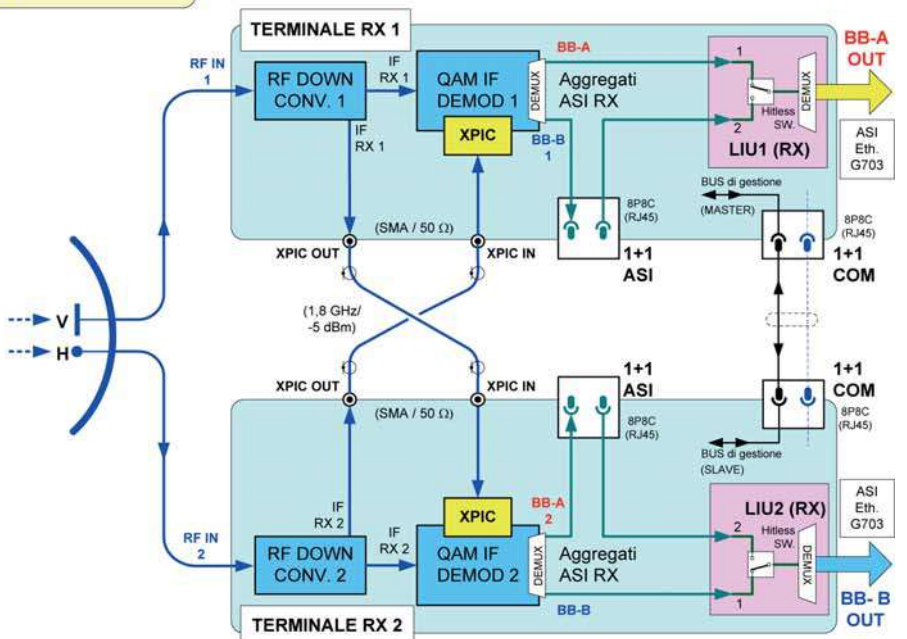 TERMINALE RX 1
RF IN
1
RF DOWN
CONV. 1
IF
RX 1
IF
RX 1
QAM IF
DEMOD 1
XPIC
DEMUX
BB-A
BB-B
1
Aggregati
ASI RX
1
2
Hitless
SW.
DEMUX
LIU1 (RX)
BB-A
OUT
ASI
Eth.
G703
BUS di gestione
(MASTER)
8P8C
(RJ45)
8P8C
(RJ45)
1+1
ASI
1+1
COM
XPIC OUT
(SMA / 50 Ω)
XPIC IN
(1,8 GHz/
-5 dBm)
V
H
XPIC OUT
(SMA / 50 Ω)
XPIC IN
1+1
ASI
1+1
COM
8P8C
(RJ45)
8P8C
(RJ45)
BUS di gestione
(SLAVE)
RF IN
2
RF DOWN
CONV. 2
IF
RX 2
IF
RX 2
XPIC
QAM IF
DEMOD 2
DEMUX
BB-A
2
BB-B
Aggregati
ASI RX
LIU2 (RX)
2
1
Hitless
SW.
DEMUX
ASI
Eth.
G703
BB- B
OUT
TERMINALE RX 2